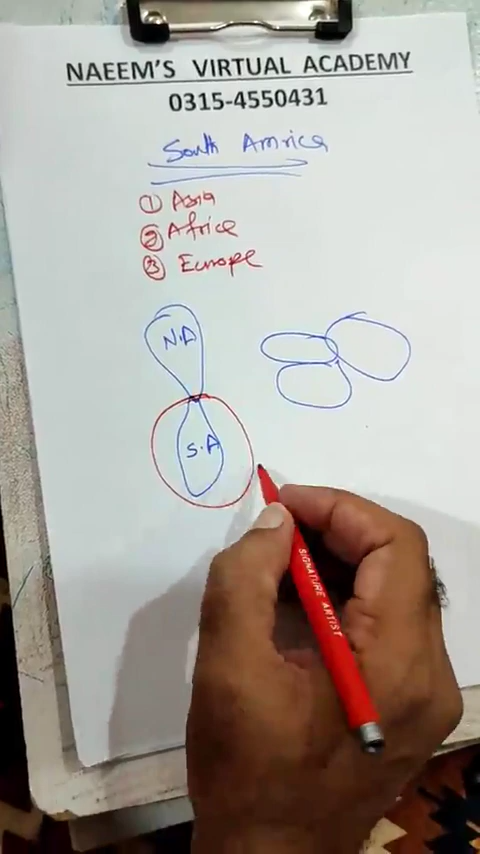 NAEEM'S VIRTUAL ACADEMY
0315-4550431
South Amrica
① Asia
② Africe
③ Europe
N.A
S.A
SIGNATURE ARTIST